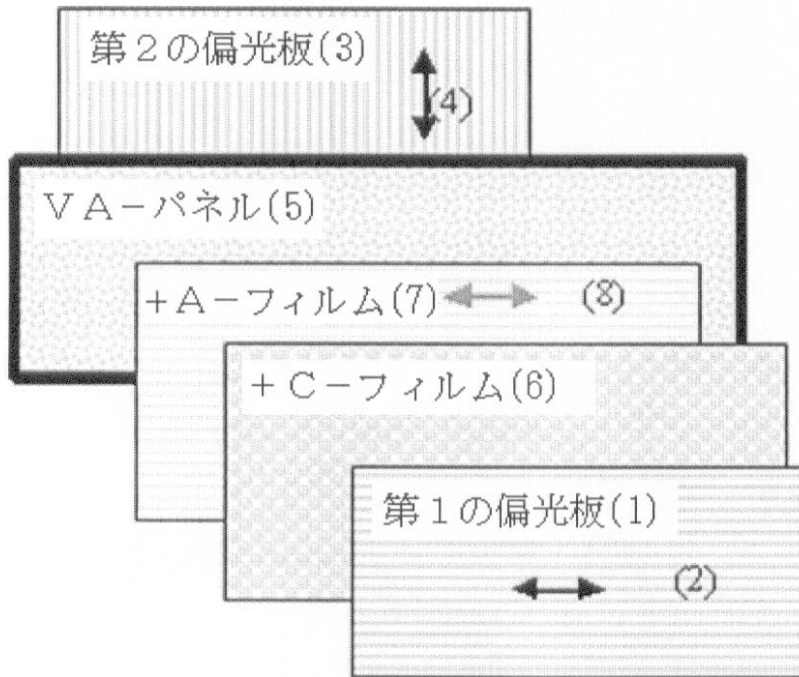 第２の偏光板(3)
(4)
ＶＡ－パネル(5)
＋Ａ－フィルム(7)
(8)
＋Ｃ－フィルム(6)
第１の偏光板(1)
(2)